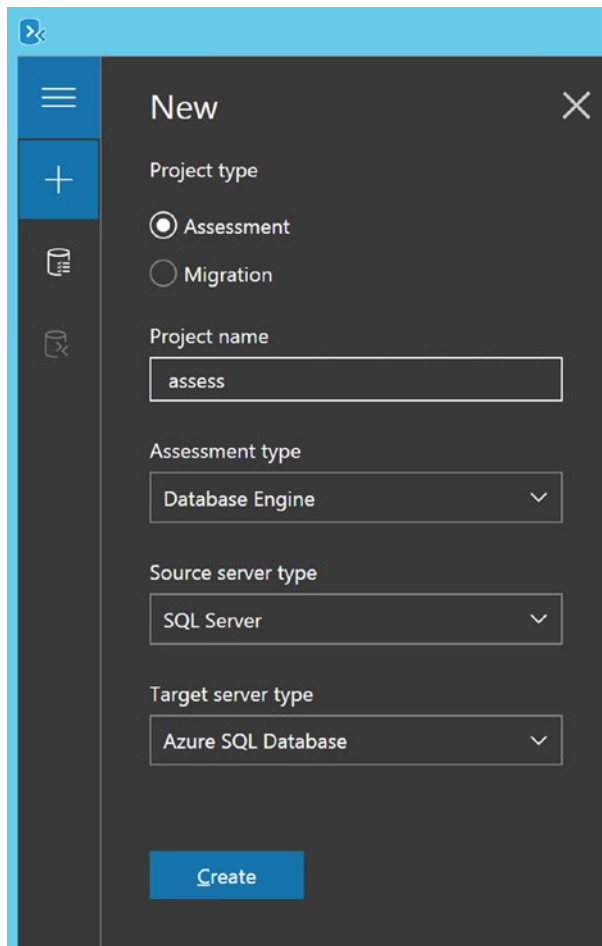 New
Project type
Assessment
Migration
Project name
assess
Assessment type
Database Engine
Source server type
SQL Server
Target server type
Azure SQL Database
Create